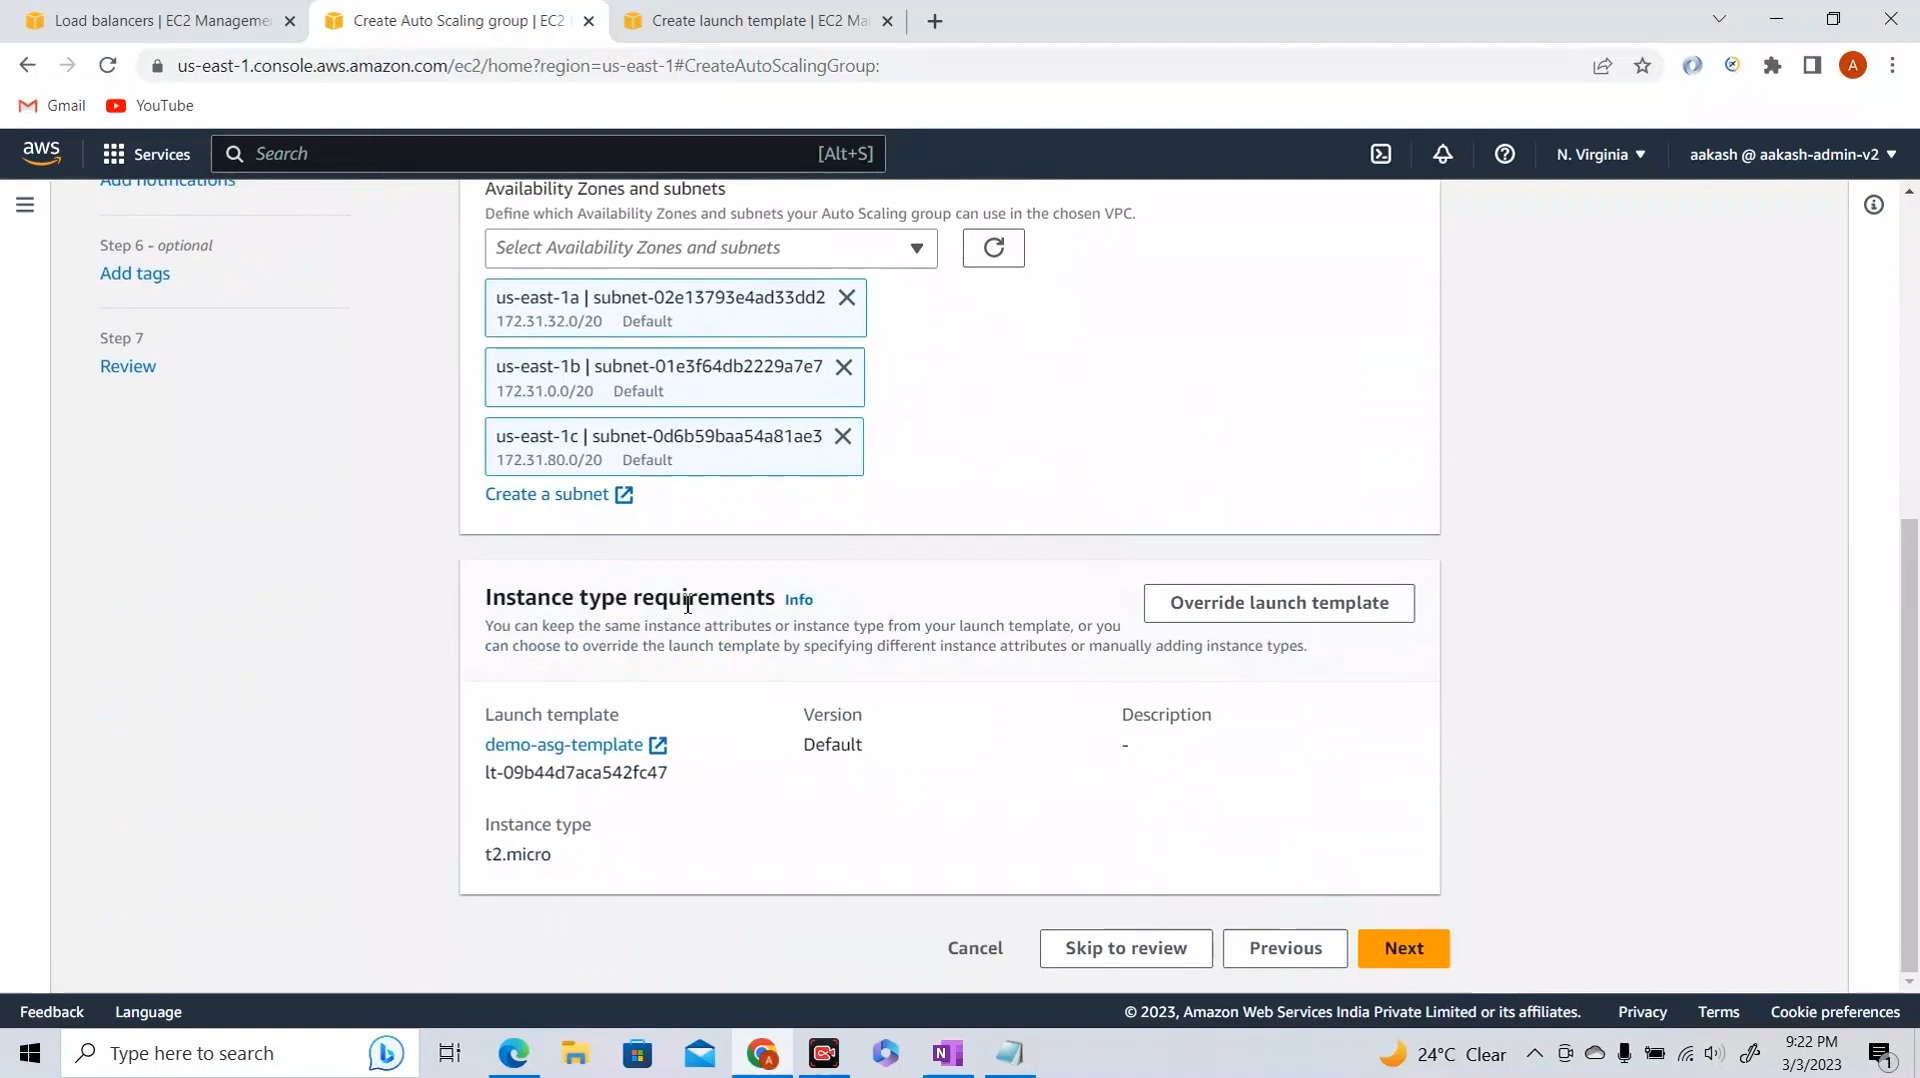 Load balancers | EC2 Manageme
Create Auto Scaling group | EC2
Create launch template | EC2 Ma
us-east-1.console.aws.amazon.com/ec2/home?region=us-east-1#CreateAutoScalingGroup:
A
Gmail
YouTube
aws
Services
Search
[Alt+S]
N. Virginia
aakash @ aakash-admin-v2
Add notifications
Step 6 - optional
Add tags
Step 7
Review
Availability Zones and subnets
Define which Availability Zones and subnets your Auto Scaling group can use in the chosen VPC.
Select Availability Zones and subnets
us-east-1a | subnet-02e13793e4ad33dd2
172.31.32.0/20 Default
us-east-1b | subnet-01e3f64db2229a7e7
172.31.0.0/20 Default
us-east-1c | subnet-0d6b59baa54a81ae3
172.31.80.0/20 Default
Create a subnet
Instance type requirements Info
Override launch template
You can keep the same instance attributes or instance type from your launch template, or you
can choose to override the launch template by specifying different instance attributes or manually adding instance types.
Launch template
demo-asg-template
lt-09b44d7aca542fc47
Version
Default
Description
-
Instance type
t2.micro
Cancel
Skip to review
Previous
Next
Feedback
Language
© 2023, Amazon Web Services India Private Limited or its affiliates.
Privacy
Terms
Cookie preferences
Type here to search
A
N
24°C Clear
9:22 PM
3/3/2023
1